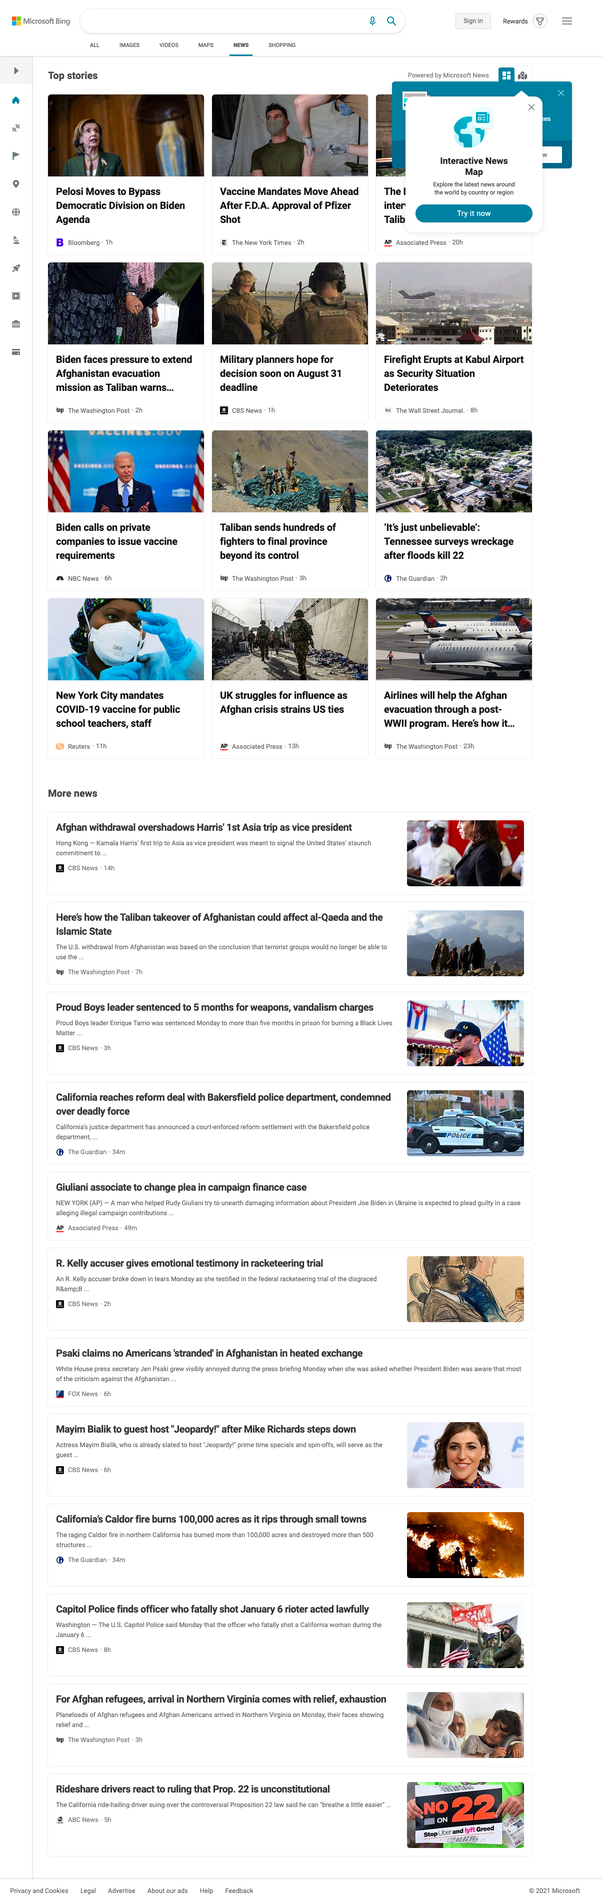 Microsoft Bing
Sign in
Rewards
ALL
IMAGES
VIDEOS
MAPS
NEWS
SHOPPING
Top stories
Powered by Microsoft News
Interactive News
Map
Explore the latest news around
the world by country or region
Try it now
Pelosi Moves to Bypass
Democratic Division on Biden
Agenda
Bloomberg · 1h
Vaccine Mandates Move Ahead
After F.D.A. Approval of Pfizer
Shot
The New York Times · 2h
The
inter
Talib
AP Associated Press · 20h
Biden faces pressure to extend
Afghanistan evacuation
mission as Taliban warns…
wp The Washington Post · 2h
Military planners hope for
decision soon on August 31
deadline
CBS News · 1h
Firefight Erupts at Kabul Airport
as Security Situation
Deteriorates
The Wall Street Journal. · 8h
VACCINES.GOV
Biden calls on private
companies to issue vaccine
requirements
NBC News · 6h
Taliban sends hundreds of
fighters to final province
beyond its control
wp The Washington Post · 3h
‘It’s just unbelievable’:
Tennessee surveys wreckage
after floods kill 22
The Guardian · 2h
New York City mandates
COVID-19 vaccine for public
school teachers, staff
Reuters · 11h
UK struggles for influence as
Afghan crisis strains US ties
AP Associated Press · 13h
Airlines will help the Afghan
evacuation through a post-
WWII program. Here’s how it…
wp The Washington Post · 23h
More news
Afghan withdrawal overshadows Harris' 1st Asia trip as vice president
Hong Kong — Kamala Harris' first trip to Asia as vice president was meant to signal the United States' staunch
commitment to ...
CBS News · 14h
Here’s how the Taliban takeover of Afghanistan could affect al-Qaeda and the
Islamic State
The U.S. withdrawal from Afghanistan was based on the conclusion that terrorist groups would no longer be able to
use the ...
wp The Washington Post · 7h
Proud Boys leader sentenced to 5 months for weapons, vandalism charges
Proud Boys leader Enrique Tarrio was sentenced Monday to more than five months in prison for burning a Black Lives
Matter ...
CBS News · 3h
California reaches reform deal with Bakersfield police department, condemned
over deadly force
California’s justice department has announced a court-enforced reform settlement with the Bakersfield police
department, ...
The Guardian · 34m
POLICE
Giuliani associate to change plea in campaign finance case
NEW YORK (AP) — A man who helped Rudy Giuliani try to unearth damaging information about President Joe Biden in Ukraine is expected to plead guilty in a case
alleging illegal campaign contributions ...
AP Associated Press · 49m
R. Kelly accuser gives emotional testimony in racketeering trial
An R. Kelly accuser broke down in tears Monday as she testified in the federal racketeering trial of the disgraced
R&amp;B ...
CBS News · 2h
Psaki claims no Americans 'stranded' in Afghanistan in heated exchange
White House press secretary Jen Psaki grew visibly annoyed during the press briefing Monday when she was asked whether President Biden was aware that most
of the criticism against the Afghanistan ...
FOX News · 6h
Mayim Bialik to guest host "Jeopardy!" after Mike Richards steps down
Actress Mayim Bialik, who is already slated to host "Jeopardy!" prime time specials and spin-offs, will serve as the
guest ...
CBS News · 6h
California’s Caldor fire burns 100,000 acres as it rips through small towns
The raging Caldor fire in northern California has burned more than 100,000 acres and destroyed more than 500
structures ...
The Guardian · 34m
Capitol Police finds officer who fatally shot January 6 rioter acted lawfully
Washington — The U.S. Capitol Police said Monday that the officer who fatally shot a California woman during the
January 6 ...
CBS News · 8h
For Afghan refugees, arrival in Northern Virginia comes with relief, exhaustion
Planeloads of Afghan refugees and Afghan Americans arrived in Northern Virginia on Monday, their faces showing
relief and ...
wp The Washington Post · 3h
Rideshare drivers react to ruling that Prop. 22 is unconstitutional
The California ride-hailing driver suing over the controversial Proposition 22 law said he can "breathe a little easier" ...
ABC News · 5h
NO
ON 22
Stop Uber and lyft Greed
Privacy and Cookies
Legal
Advertise
About our ads
Help
Feedback
© 2021 Microsoft